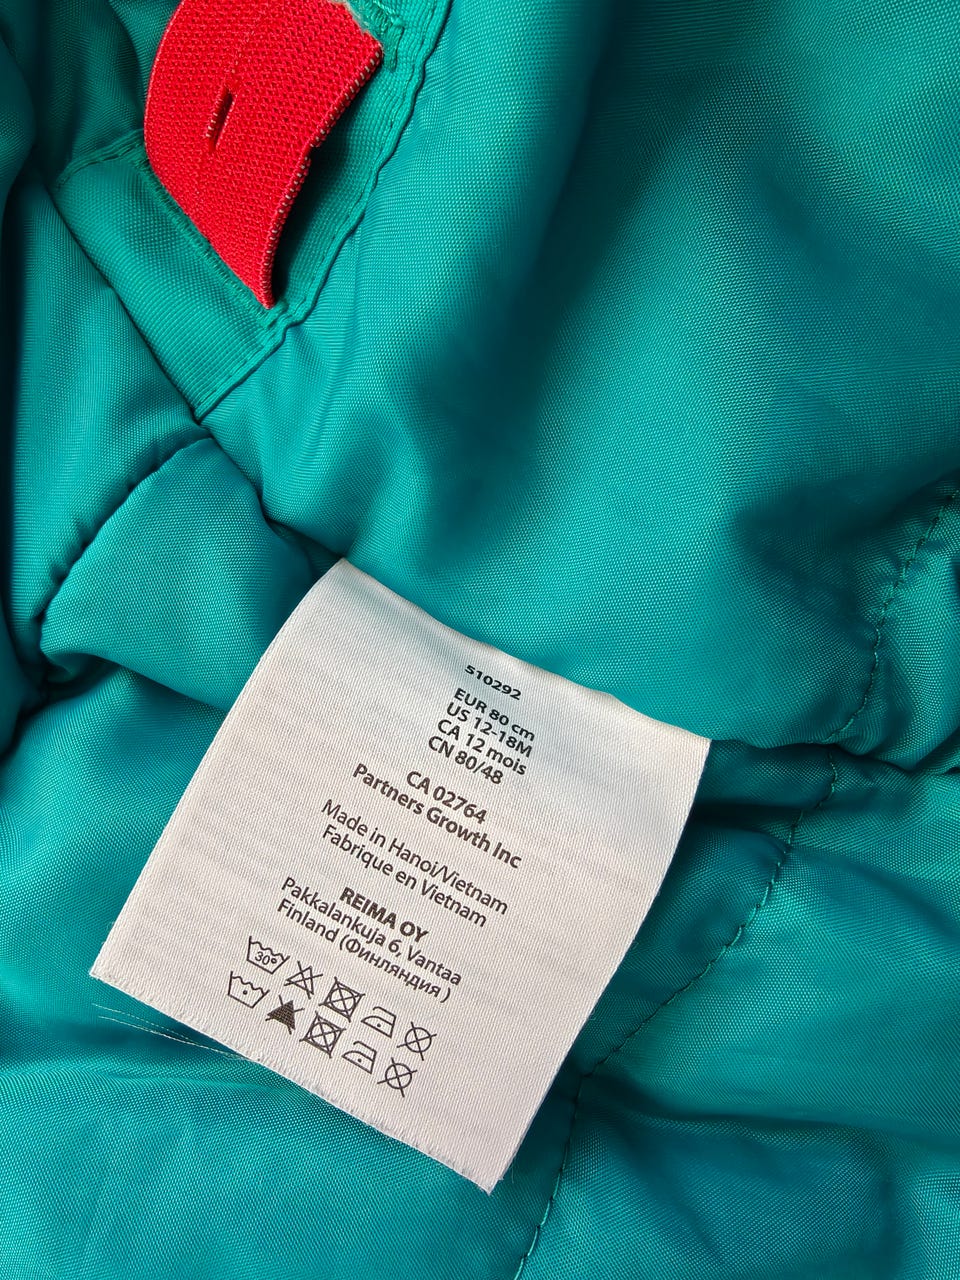 510292
EUR 80 cm
US 12-18M
CA 12 mois
CN 80/48
CA 02764
Partners Growth Inc
Made in Hanoi/Vietnam
Fabrique en Vietnam
REIMA OY
Pakkalankuja 6, Vantaa
Finland (Финляндия )
30°